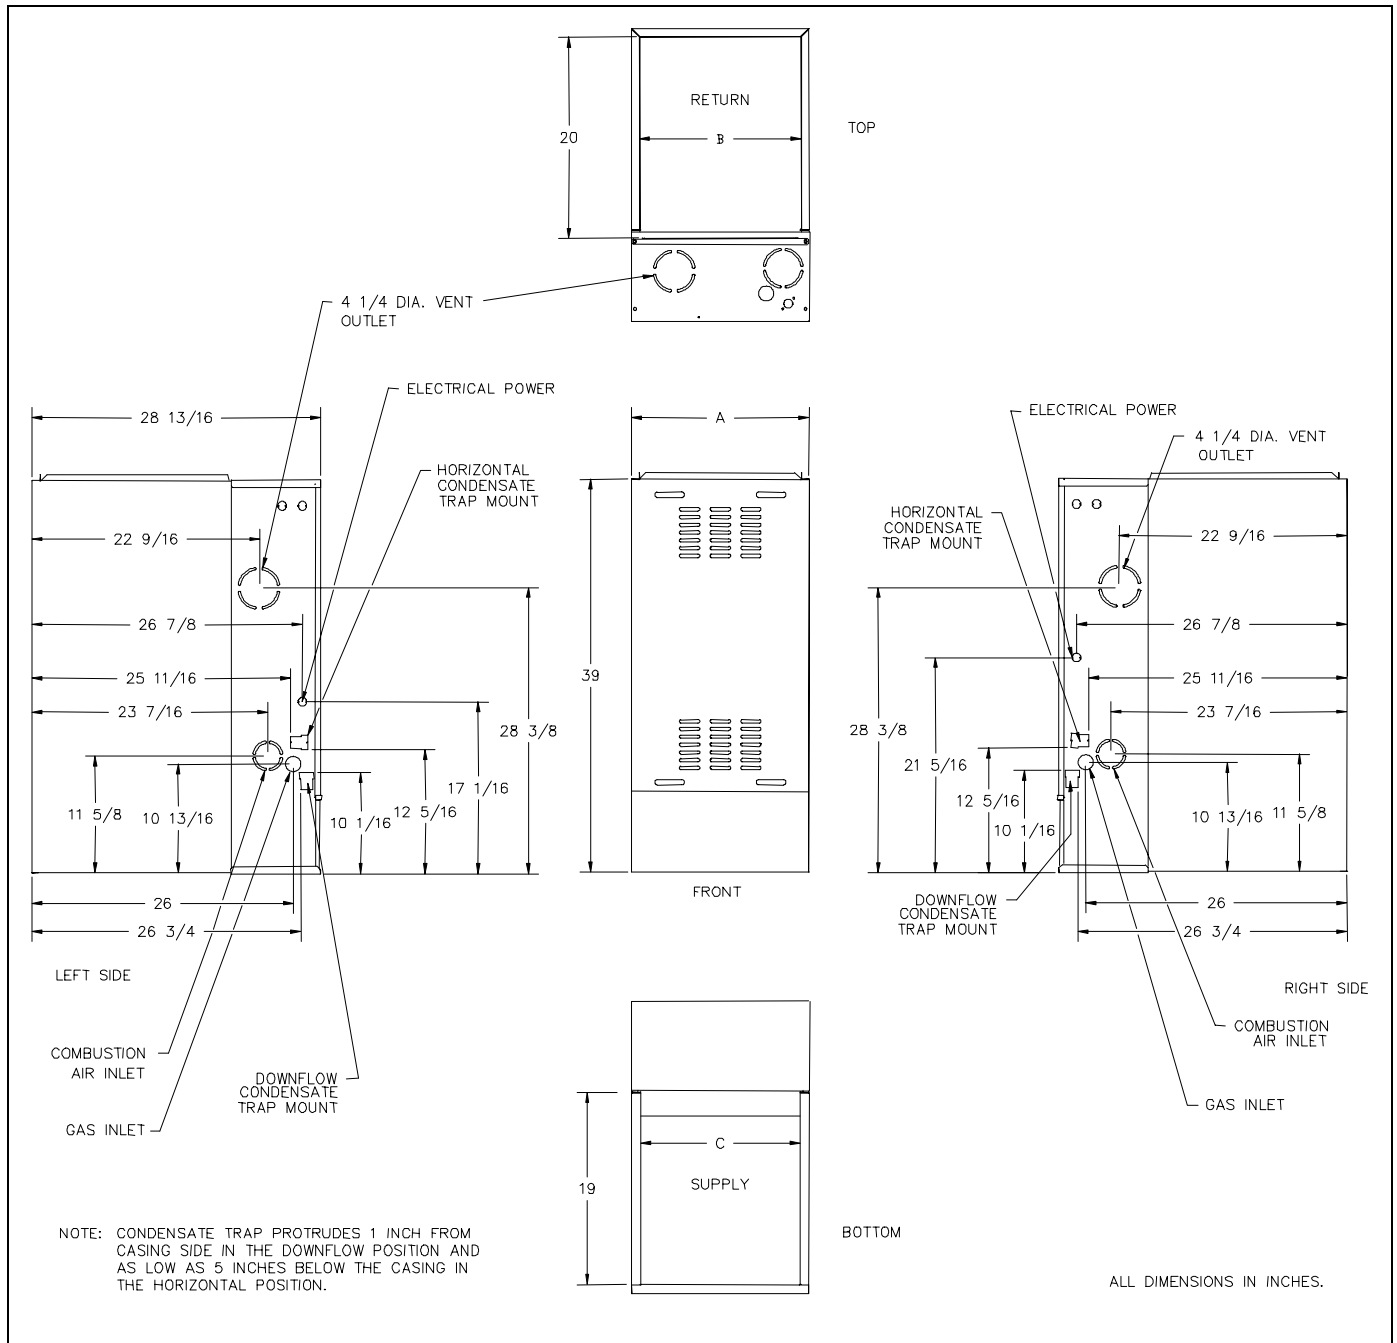 RETURN
B
20
TOP
4 1/4 DIA. VENT
OUTLET
ELECTRICAL POWER
28 13/16
HORIZONTAL
CONDENSATE
TRAP MOUNT
22 9/16
26 7/8
25 11/16
23 7/16
28 3/8
17 1/16
12 5/16
10 1/16
11 5/8
10 13/16
26
26 3/4
LEFT SIDE
COMBUSTION
AIR INLET
GAS INLET
DOWNFLOW
CONDENSATE
TRAP MOUNT
A
39
FRONT
ELECTRICAL POWER
4 1/4 DIA. VENT
OUTLET
HORIZONTAL
CONDENSATE
TRAP MOUNT
22 9/16
26 7/8
25 11/16
23 7/16
28 3/8
21 5/16
12 5/16
10 1/16
10 13/16
11 5/8
DOWNFLOW
CONDENSATE
TRAP MOUNT
26
26 3/4
RIGHT SIDE
COMBUSTION
AIR INLET
GAS INLET
C
SUPPLY
19
BOTTOM
NOTE: CONDENSATE TRAP PROTRUDES 1 INCH FROM
CASING SIDE IN THE DOWNFLOW POSITION AND
AS LOW AS 5 INCHES BELOW THE CASING IN
THE HORIZONTAL POSITION.
ALL DIMENSIONS IN INCHES.